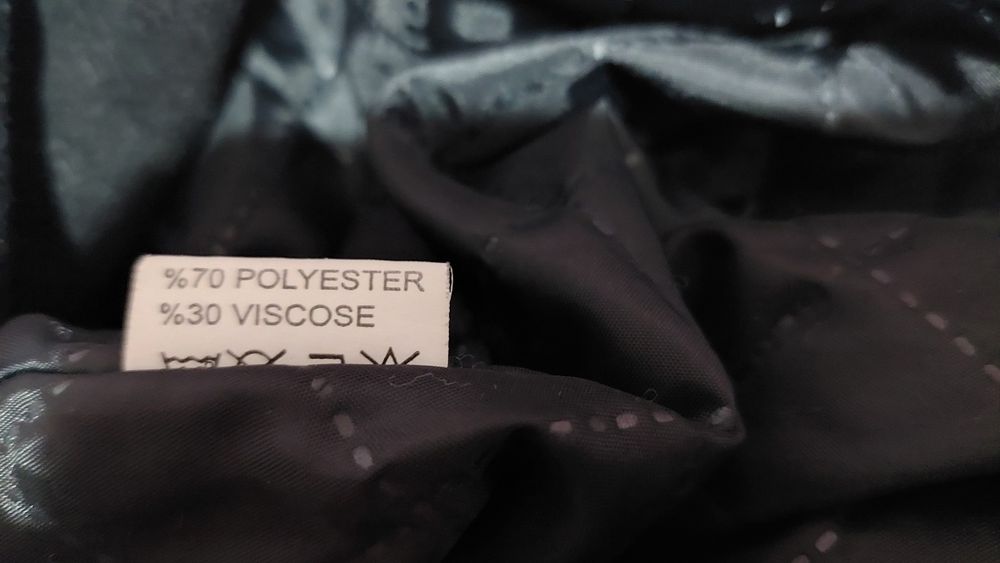 %70 POLYESTER
%30 VISCOSE